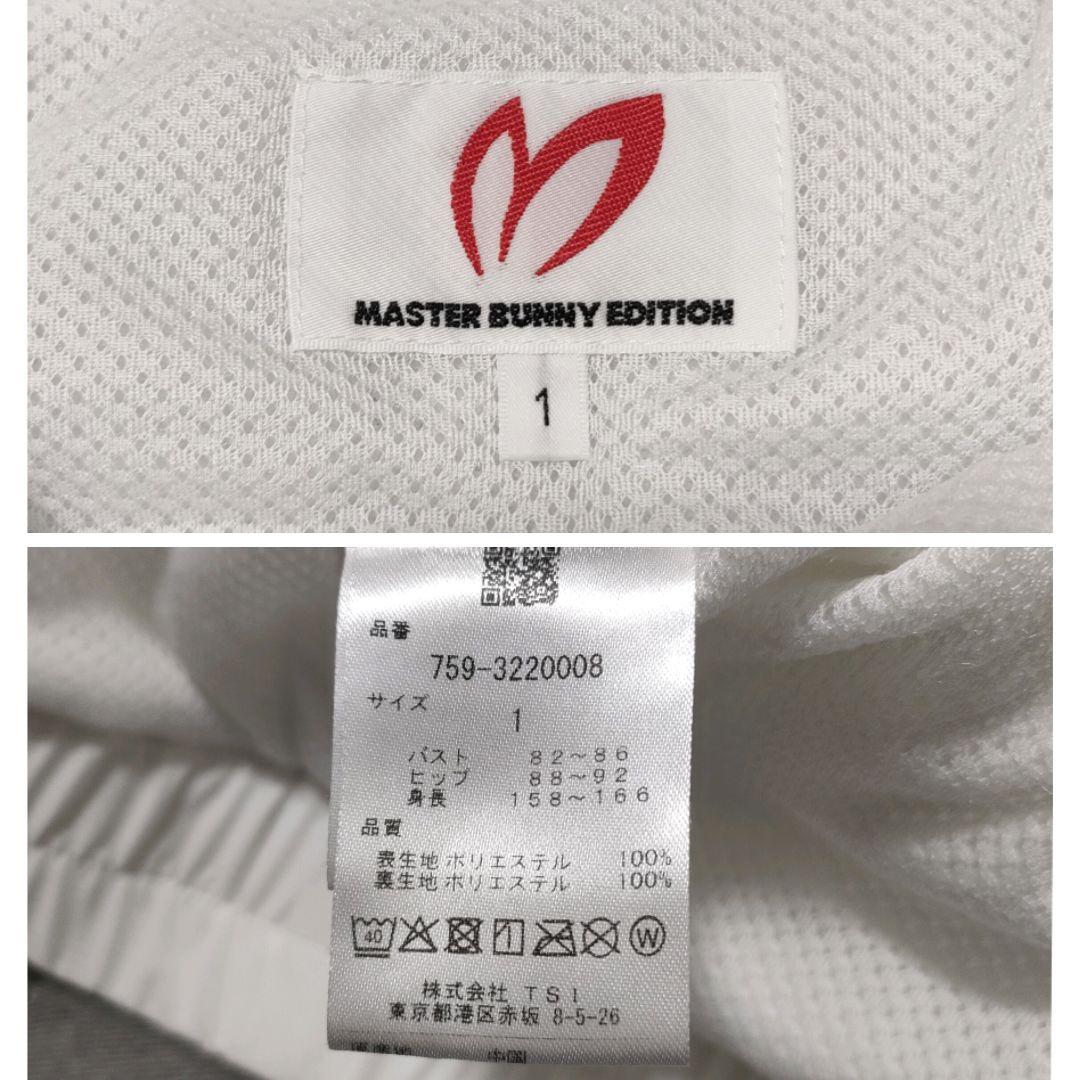 MASTER BUNNY EDITION
1
品番
759-3220008
サイズ
1
バスト 82～86
ヒップ 88～92
身長 158～166
品質
表生地 ポリエステル 100%
裏生地 ポリエステル 100%
40
W
株式会社 TSI
東京都港区赤坂 8-5-26
中国